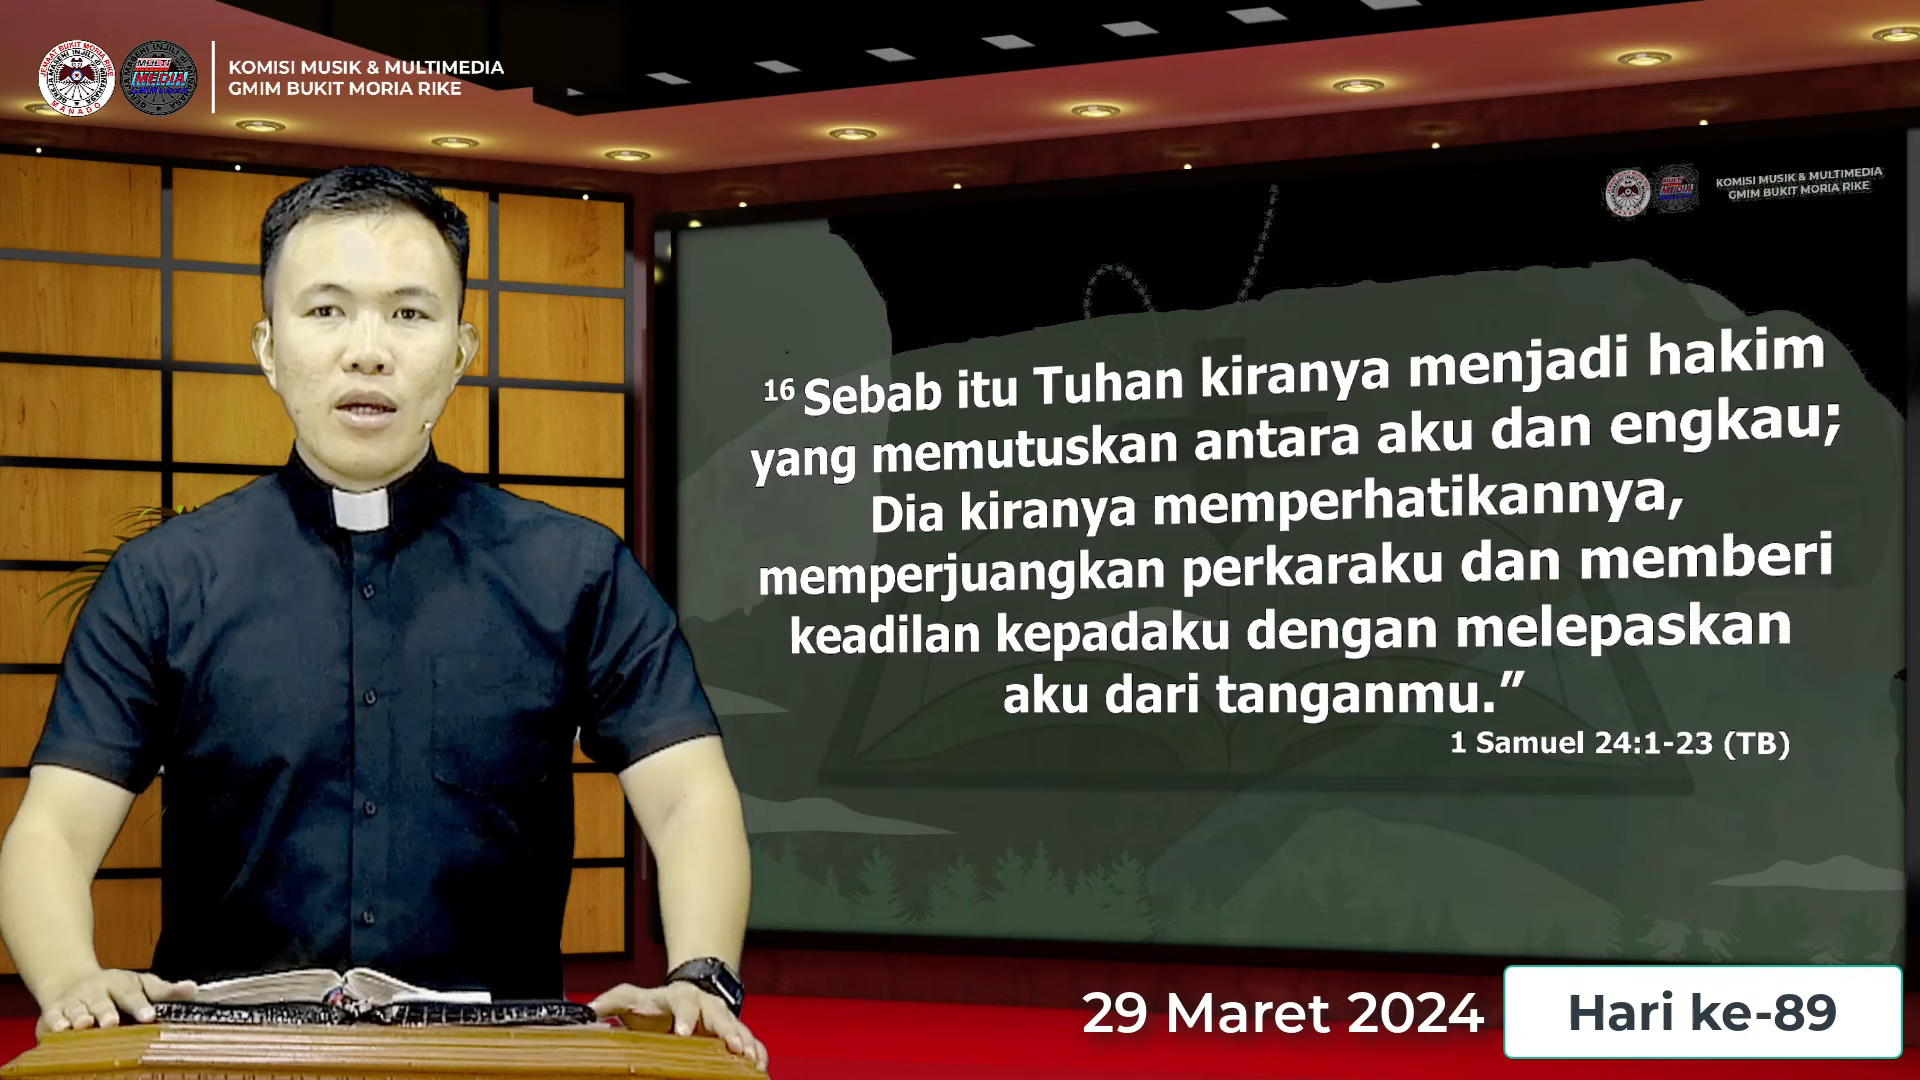 KOMISI MUSIK & MULTIMEDIA
GMIM BUKIT MORIA RIKE
KOMISI MUSIK & MULTIMEDIA
GMIM BUKIT MORIA RIKE
16 Sebab itu Tuhan kiranya menjadi hakim
yang memutuskan antara aku dan engkau;
Dia kiranya memperhatikannya,
memperjuangkan perkaraku dan memberi
keadilan kepadaku dengan melepaskan
aku dari tanganmu.”
1 Samuel 24:1-23 (TB)
29 Maret 2024
Hari ke-89